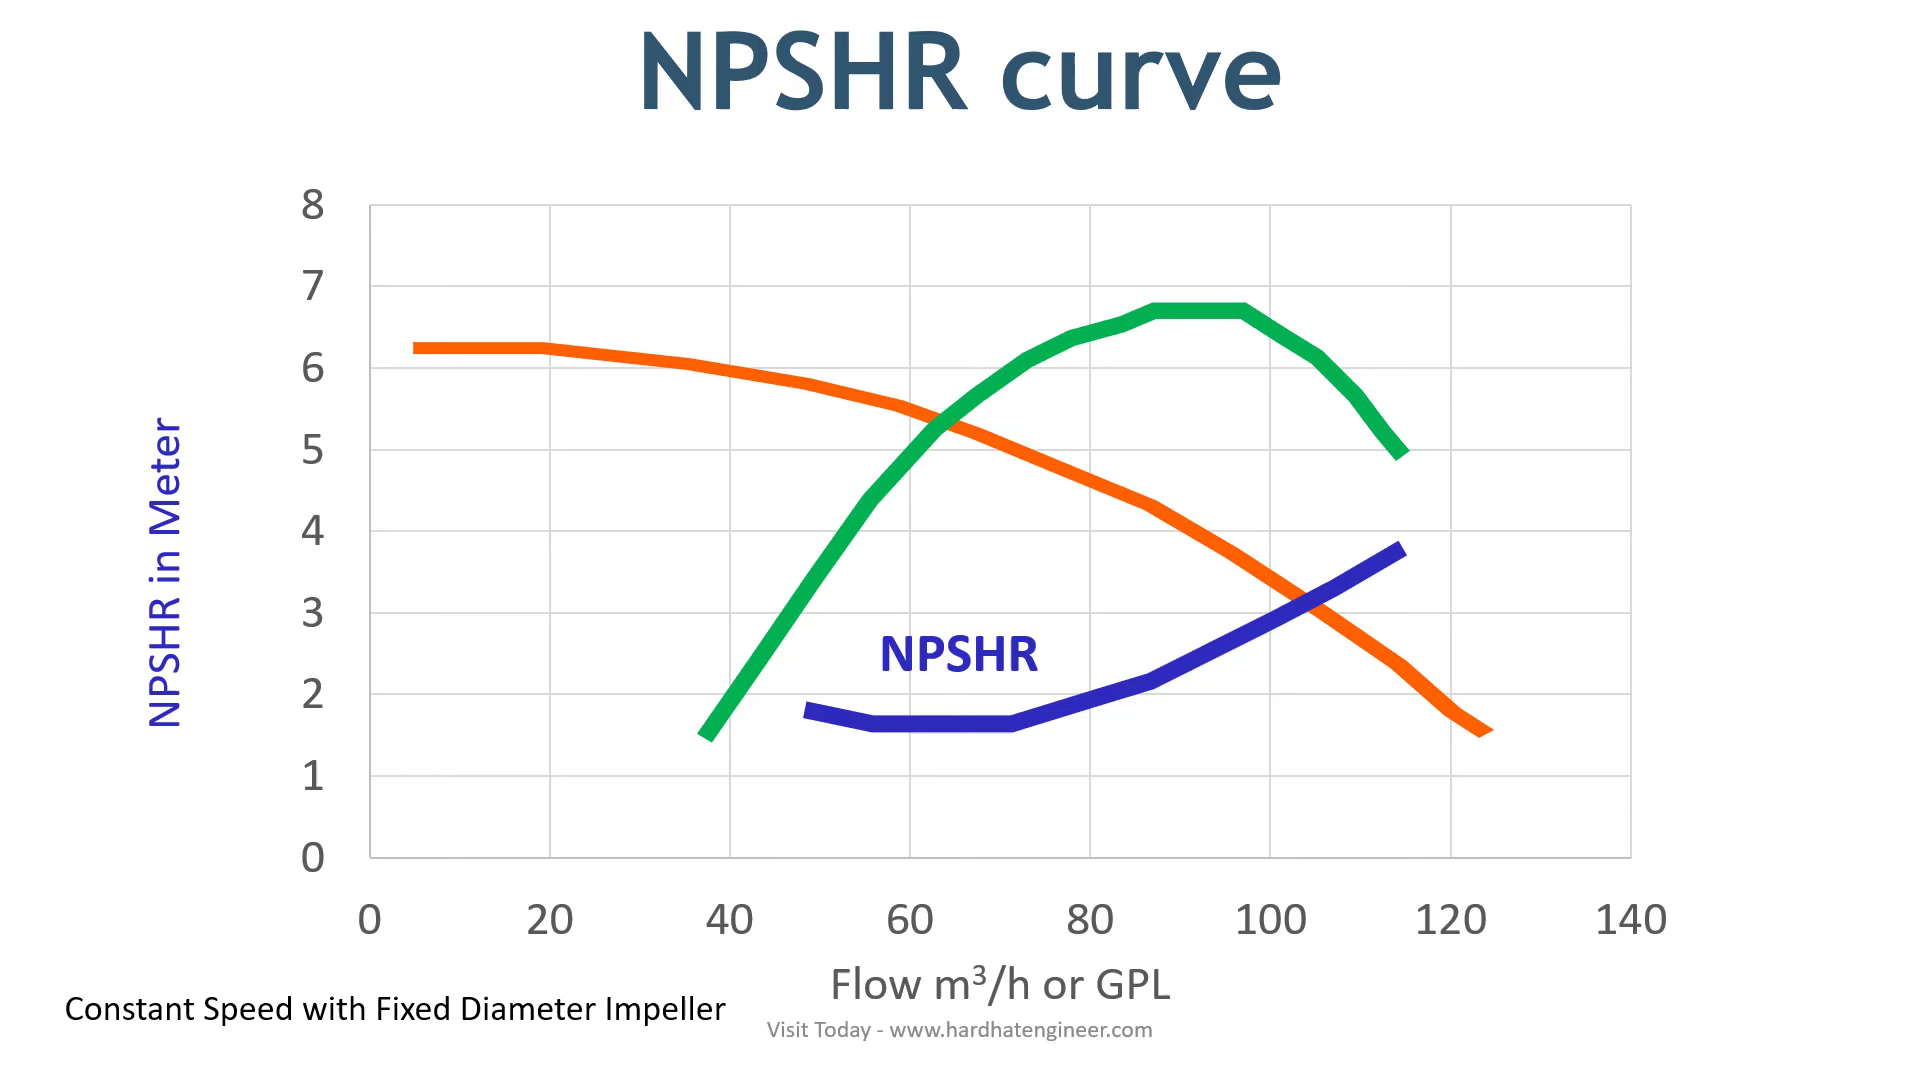 NPSHR curve
8
7
6
5
4
3
2
1
0
NPSHR in Meter
NPSHR
0 20 40 60 80 100 120 140
Flow m³/h or GPL
Constant Speed with Fixed Diameter Impeller
Visit Today - www.hardhatengineer.com